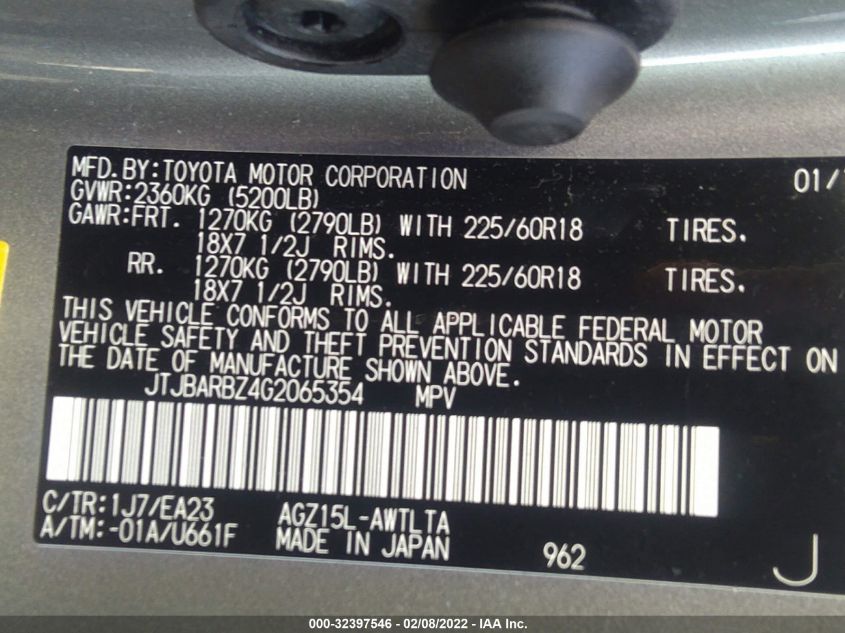 MFD.BY:TOYOTA MOTOR CORPORATION 01/
GVWR:2360KG (5200LB)
GAWR:FRT. 1270KG (2790LB) WITH 225/60R18 TIRES.
18X7 1/2J RIMS.
RR. 1270KG (2790LB) WITH 225/60R18 TIRES.
18X7 1/2J RIMS.
THIS VEHICLE CONFORMS TO ALL APPLICABLE FEDERAL MOTOR
VEHICLE SAFETY AND THEFT PREVENTION STANDARDS IN EFFECT ON
THE DATE OF MANUFACTURE SHOWN ABOVE.
JTJBARBZ4G2065354 MPV
C/TR:1J7/EA23 AGZ15L-AWTLTA
A/TM:-01A/U661F MADE IN JAPAN 962 J
000-32397546 - 02/08/2022 - IAA Inc.